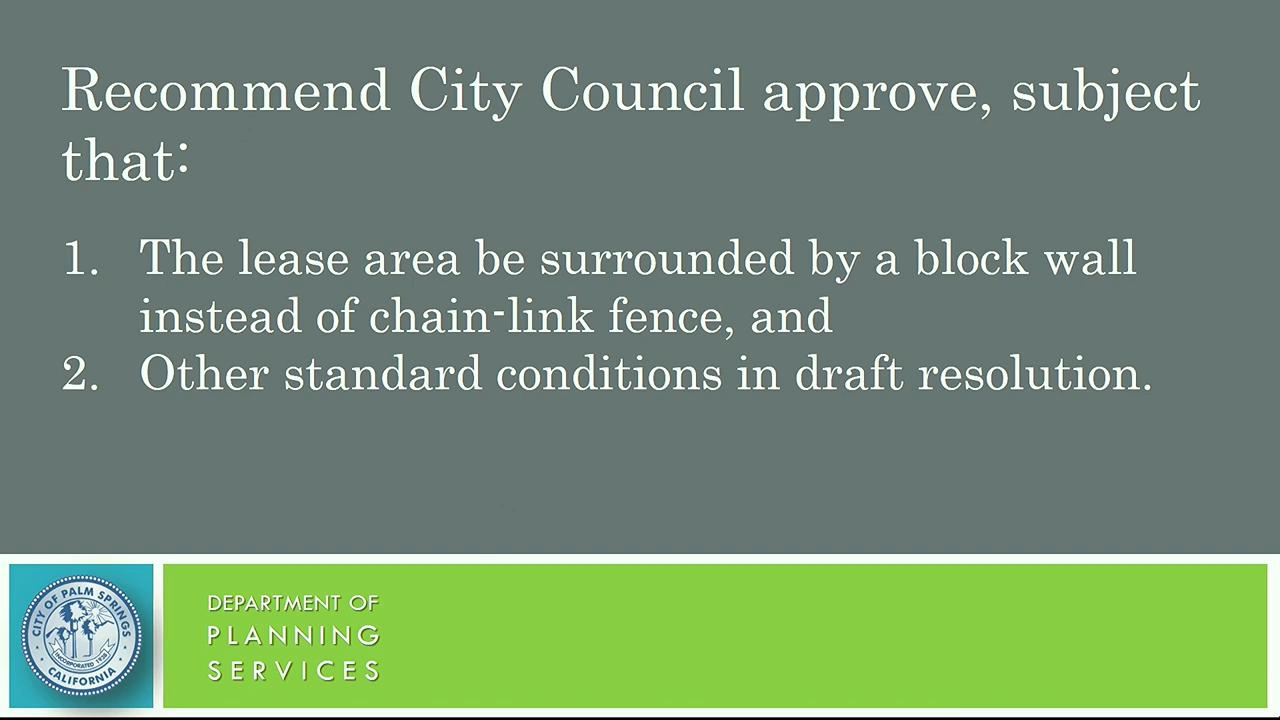 Recommend City Council approve, subject
that:
1. The lease area be surrounded by a block wall
instead of chain-link fence, and
2. Other standard conditions in draft resolution.
CITY OF PALM SPRINGS
INCORPORATED 1938
CALIFORNIA
DEPARTMENT OF
PLANNING
SERVICES